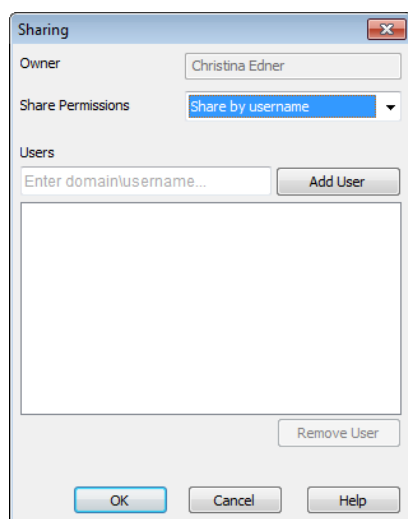 Sharing
Owner Christina Edner
Share Permissions Share by username
Users
Enter domain\username... Add User
Remove User
OK Cancel Help